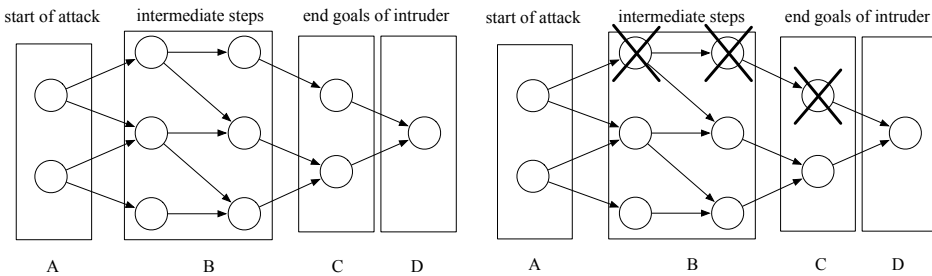 start of attack intermediate steps end goals of intruder start of attack intermediate steps end goals of intruder
A B C D A B C D